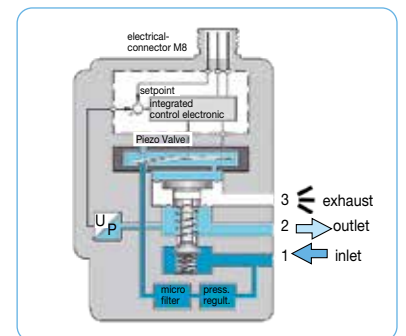 electrical-
connector M8
setpoint
integrated
control electronic
Piezo Valve
3 exhaust
U
P
2 outlet
1 inlet
micro
filter
press.
regult.